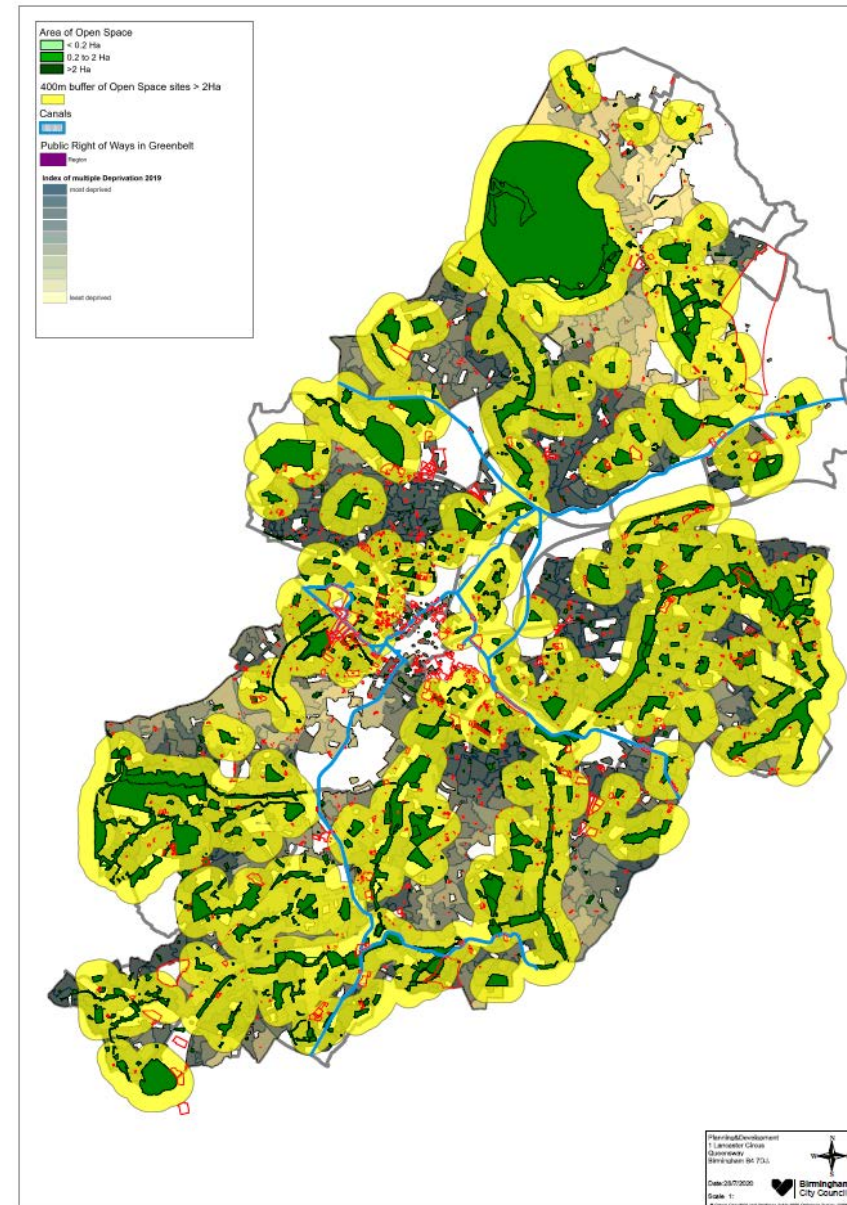 Area of Open Space
< 0.2 Ha
0.2 to 2 Ha
>2 Ha
400m buffer of Open Space sites > 2Ha
Canals
Public Right of Ways in Greenbelt
Region
Index of multiple Deprivation 2019
most deprived
least deprived
Planning&Development
1 Lancaster Circus
Queensway
Birmingham B4 7DJ.
N
W
S
Date:28/7/2020
Birmingham
City Council
Scale 1: